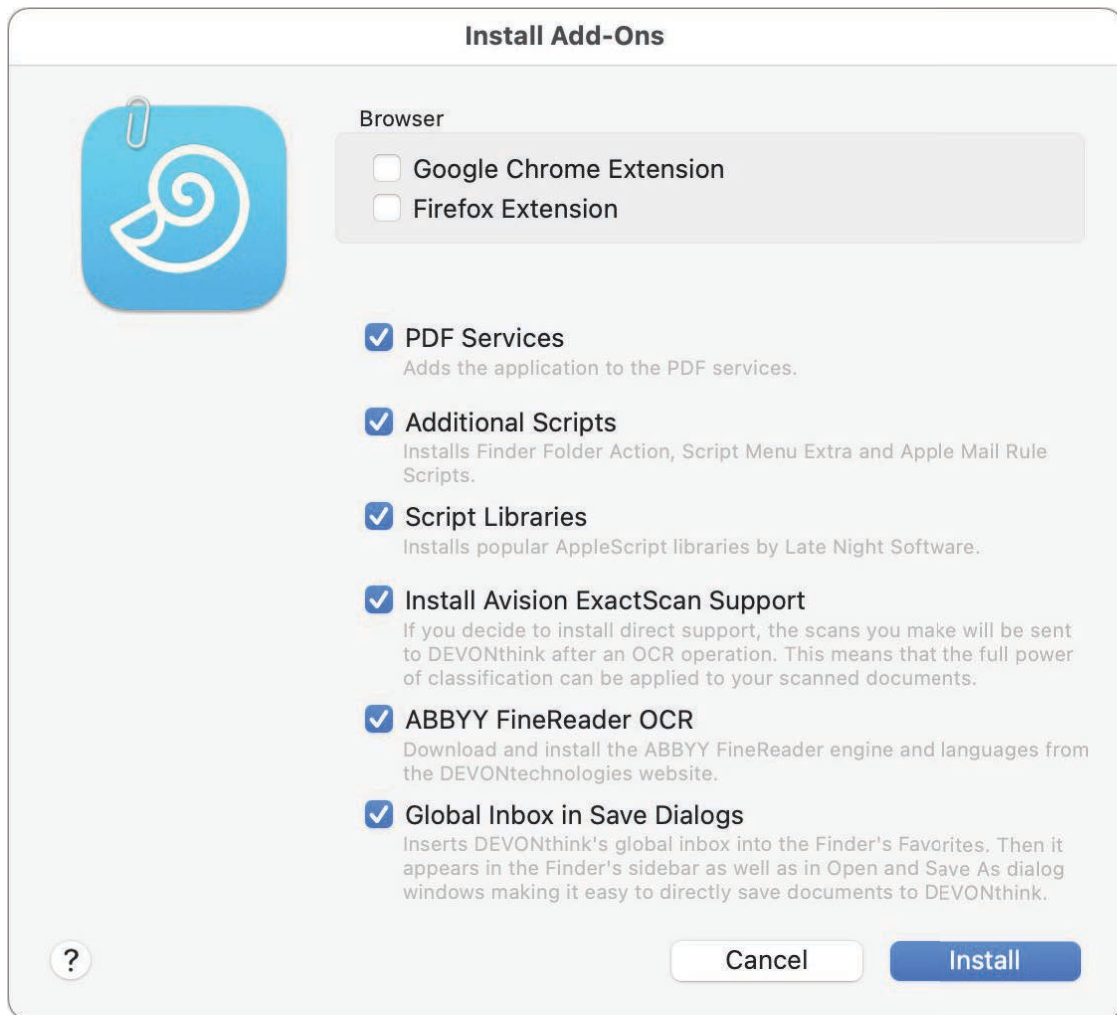 Install Add-Ons
Browser
Google Chrome Extension
Firefox Extension
PDF Services
Adds the application to the PDF services.
Additional Scripts
Installs Finder Folder Action, Script Menu Extra and Apple Mail Rule
Scripts.
Script Libraries
Installs popular AppleScript libraries by Late Night Software.
Install Avision ExactScan Support
If you decide to install direct support, the scans you make will be sent
to DEVONthink after an OCR operation. This means that the full power
of classification can be applied to your scanned documents.
ABBYY FineReader OCR
Download and install the ABBYY FineReader engine and languages from
the DEVONtechnologies website.
Global Inbox in Save Dialogs
Inserts DEVONthink's global inbox into the Finder's Favorites. Then it
appears in the Finder's sidebar as well as in Open and Save As dialog
windows making it easy to directly save documents to DEVONthink.
?
Cancel
Install